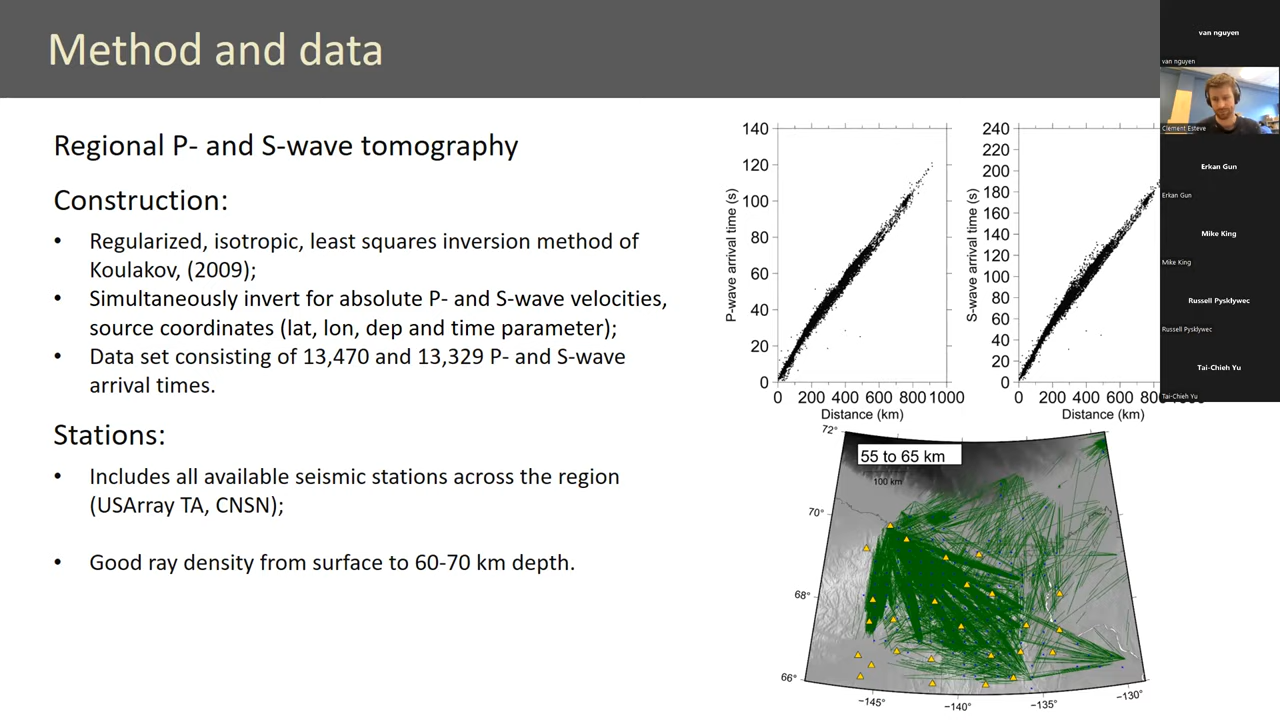 Method and data
Regional P- and S-wave tomography
Construction:
• Regularized, isotropic, least squares inversion method of
Koulakov, (2009);
• Simultaneously invert for absolute P- and S-wave velocities,
source coordinates (lat, lon, dep and time parameter);
• Data set consisting of 13,470 and 13,329 P- and S-wave
arrival times.
Stations:
• Includes all available seismic stations across the region
(USArray TA, CNSN);
• Good ray density from surface to 60-70 km depth.
P-wave arrival time (s)
140
120
100
80
60
40
20
0
0 200 400 600 800 1000
Distance (km)
S-wave arrival time (s)
240
220
200
180
160
140
120
100
80
60
40
20
0
0 200 400 600
Distance (km)
55 to 65 km
100 km
72°
70°
68°
66°
−145°
−140°
−135°
−130°
van nguyen
van nguyen
Clement Esteve
Erkan Gun
Erkan Gun
Mike King
Mike King
Russell Pysklywec
Russell Pysklywec
Tai-Chieh Yu
Tai-Chieh Yu